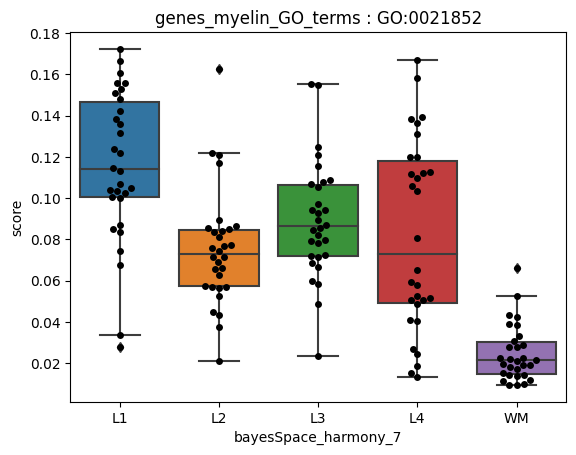 genes_myelin_GO_terms : GO:0021852
0.18
0.16
0.14
0.12
0.10
0.08
0.06
0.04
0.02
score
L1 L2 L3 L4 WM
bayesSpace_harmony_7